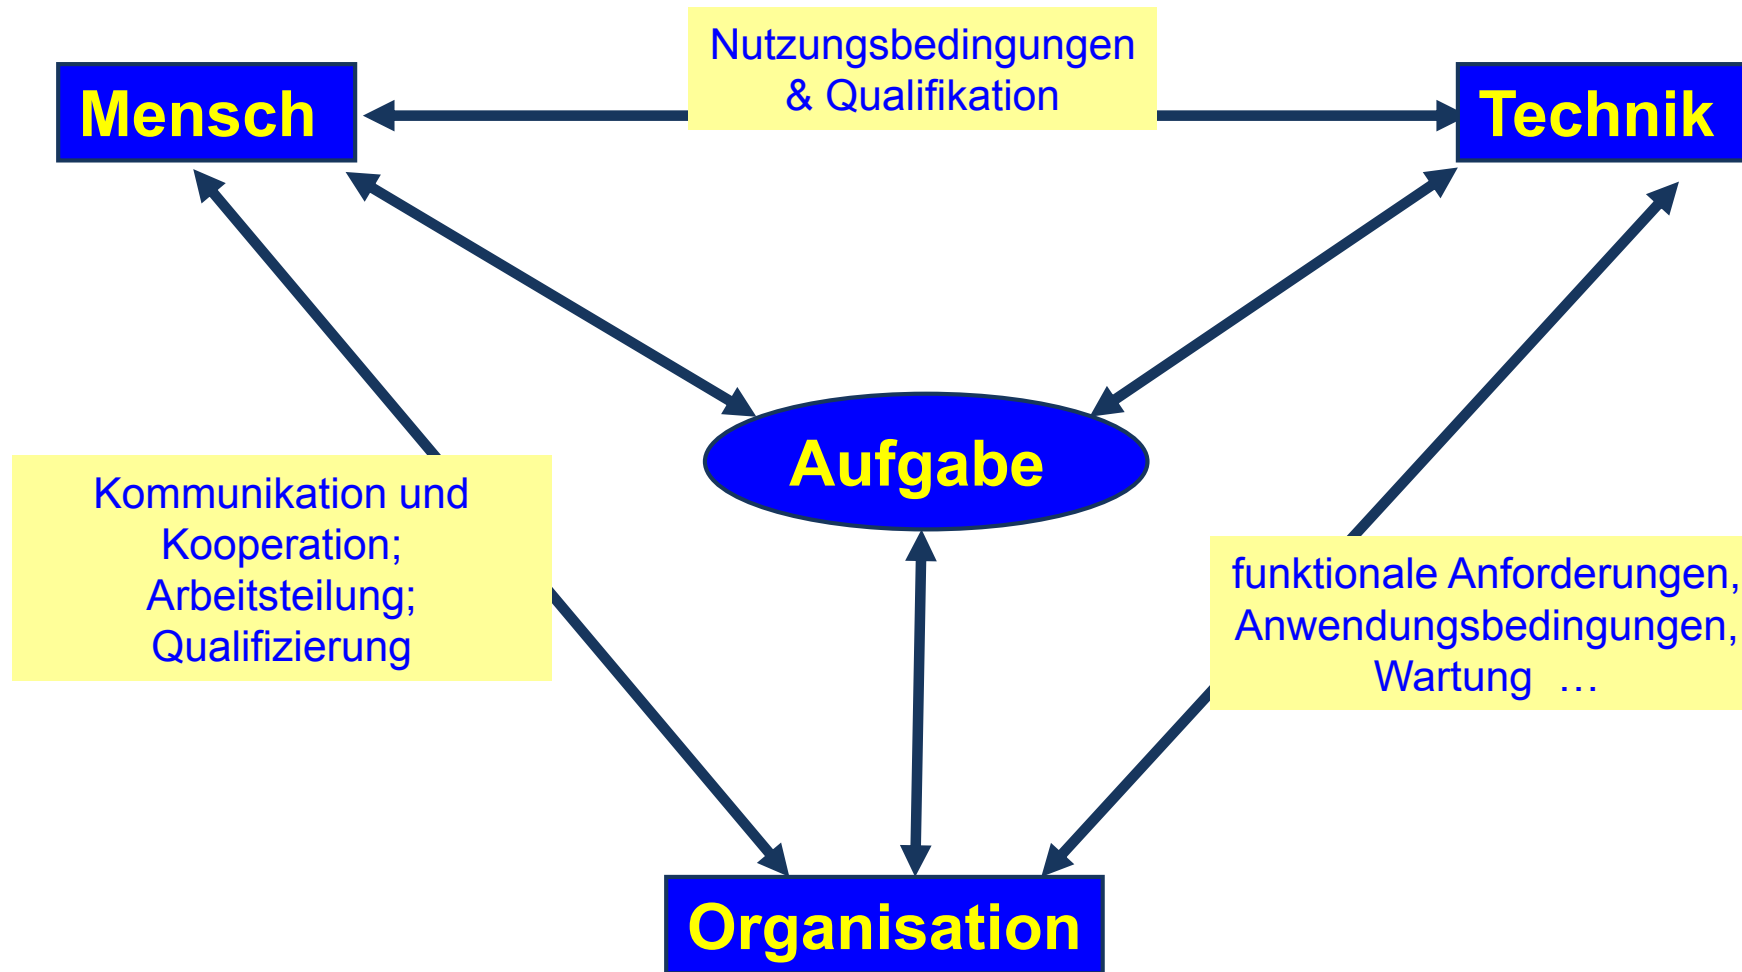 Nutzungsbedingungen
& Qualifikation
Mensch
Technik
Aufgabe
Kommunikation und
Kooperation;
Arbeitsteilung;
Qualifizierung
funktionale Anforderungen,
Anwendungsbedingungen,
Wartung …
Organisation